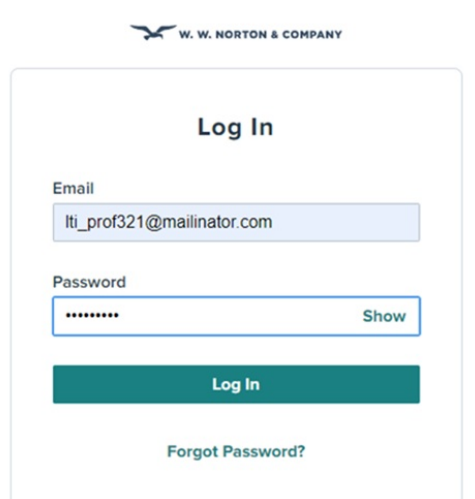 W. W. NORTON & COMPANY
Log In
Email
lti_prof321@mailinator.com
Password
•••••••••
Show
Log In
Forgot Password?